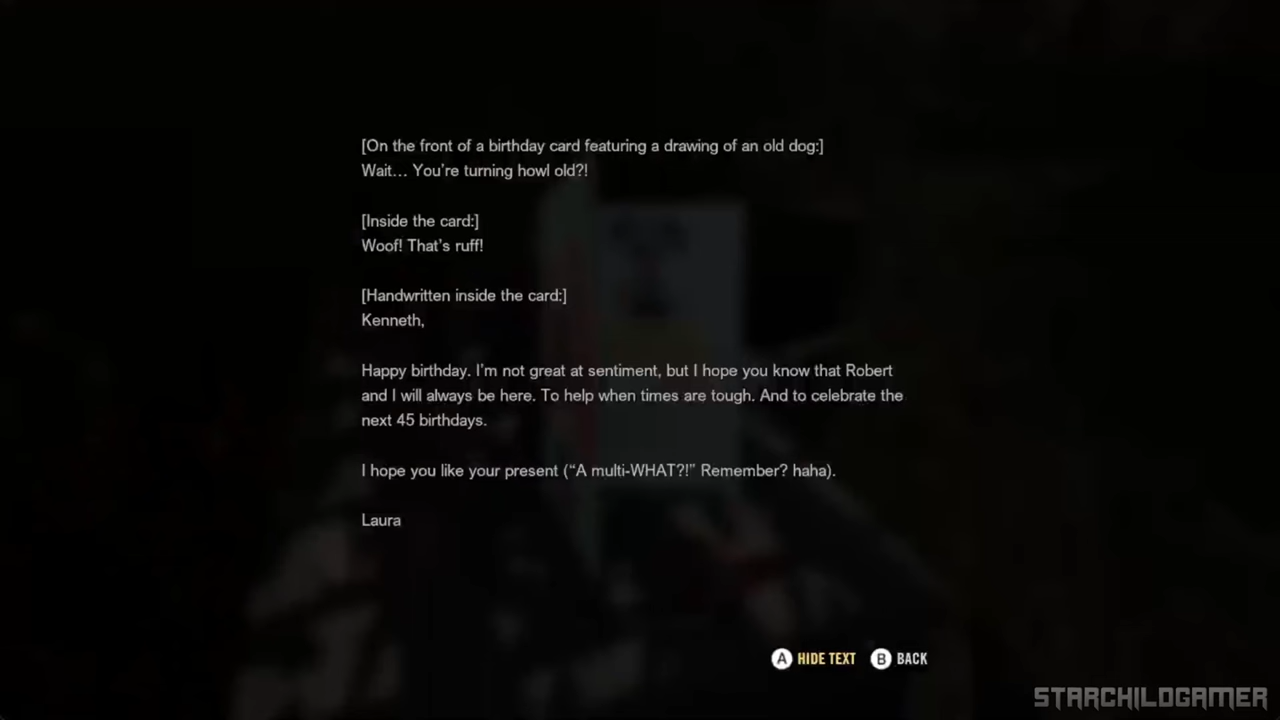 [On the front of a birthday card featuring a drawing of an old dog:]
Wait… You're turning howl old?!
[Inside the card:]
Woof! That's ruff!
[Handwritten inside the card:]
Kenneth,
Happy birthday. I'm not great at sentiment, but I hope you know that Robert
and I will always be here. To help when times are tough. And to celebrate the
next 45 birthdays.
I hope you like your present (“A multi-WHAT?!” Remember? haha).
Laura
A HIDE TEXT B BACK
STARCHILDGAMER